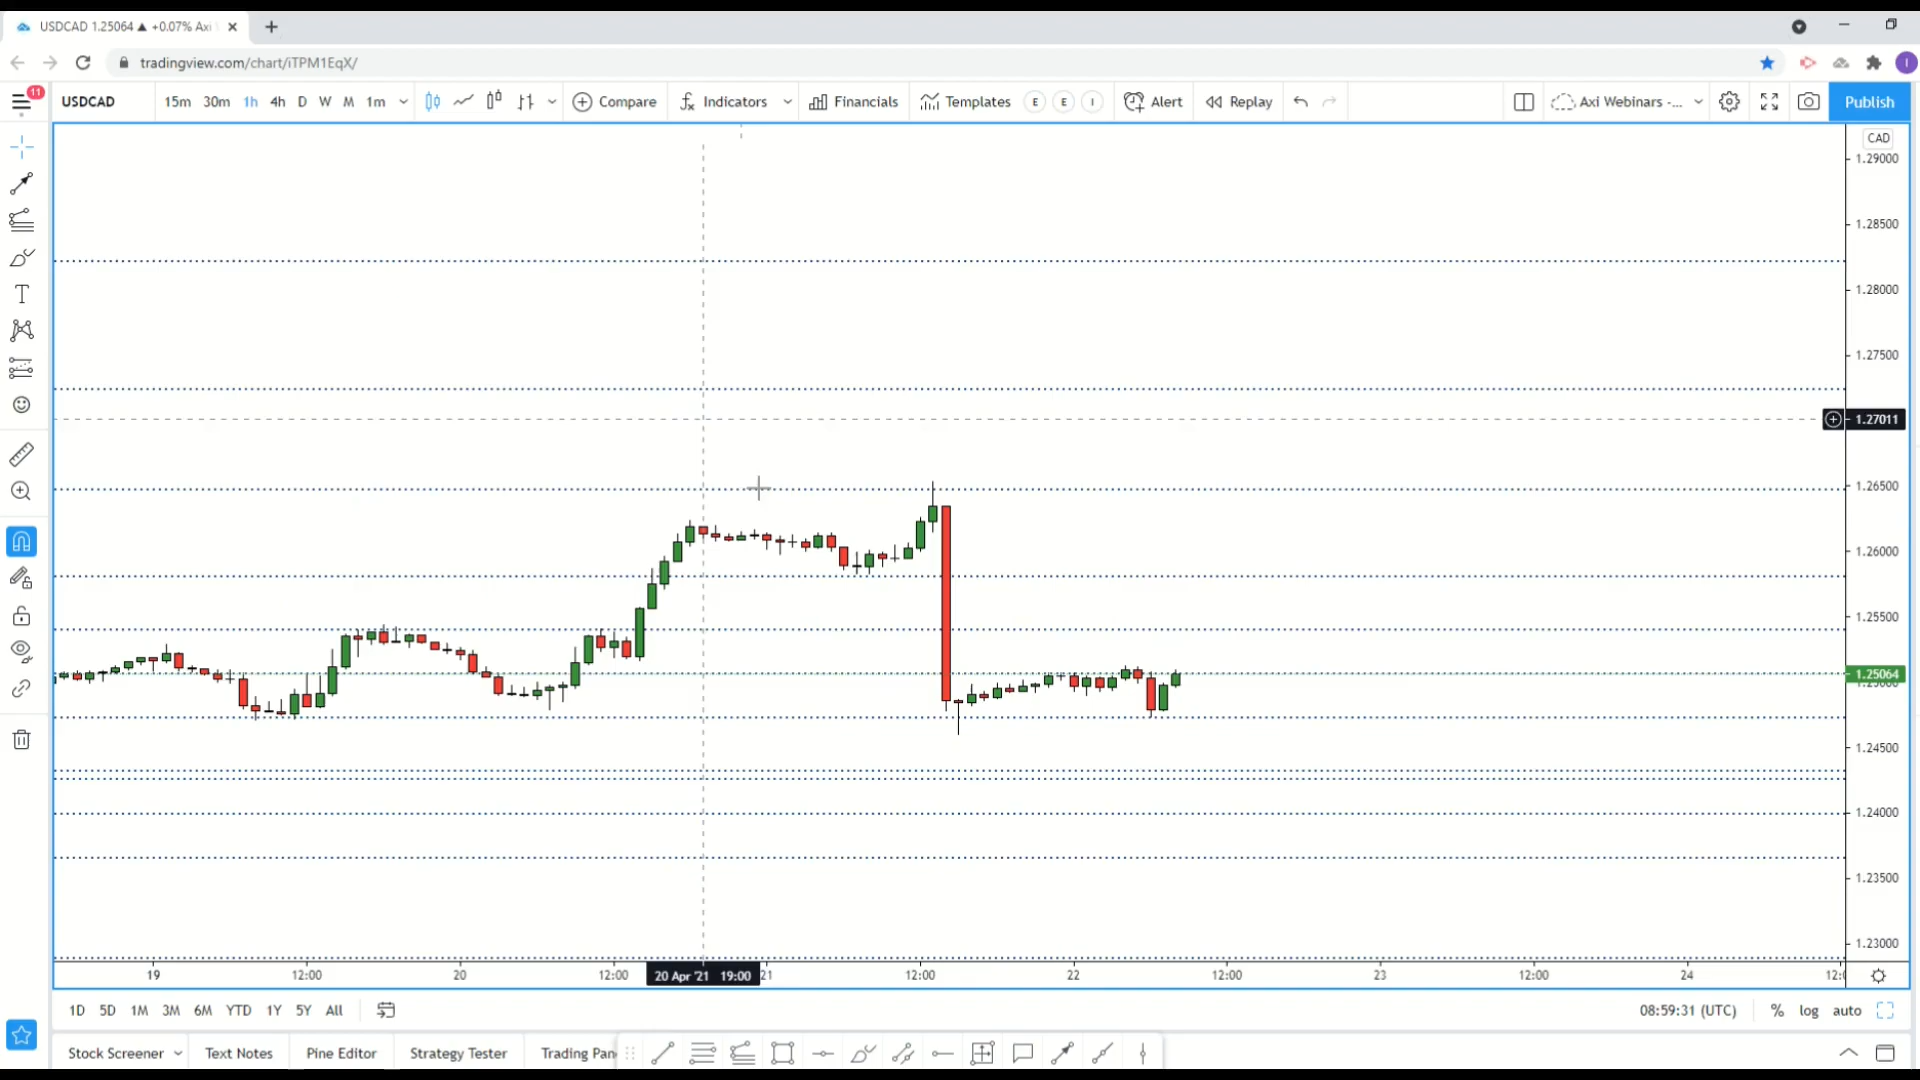 USDCAD 1.25064 ▲ +0.07% Axi
tradingview.com/chart/iTPM1EqX/
11
USDCAD 15m 30m 1h 4h D W M 1m Compare Indicators Financials Templates E E I Alert Replay Axi Webinars -... Publish
I
CAD
1.29000
1.28500
1.28000
1.27500
1.27011
1.26500
1.26000
1.25500
1.25064
1.24500
1.24000
1.23500
1.23000
19 12:00 20 12:00 20 Apr '21 19:00 21 12:00 22 12:00 23 12:00 24 12:
1D 5D 1M 3M 6M YTD 1Y 5Y All 08:59:31 (UTC) % log auto
Stock Screener Text Notes Pine Editor Strategy Tester Trading Pan